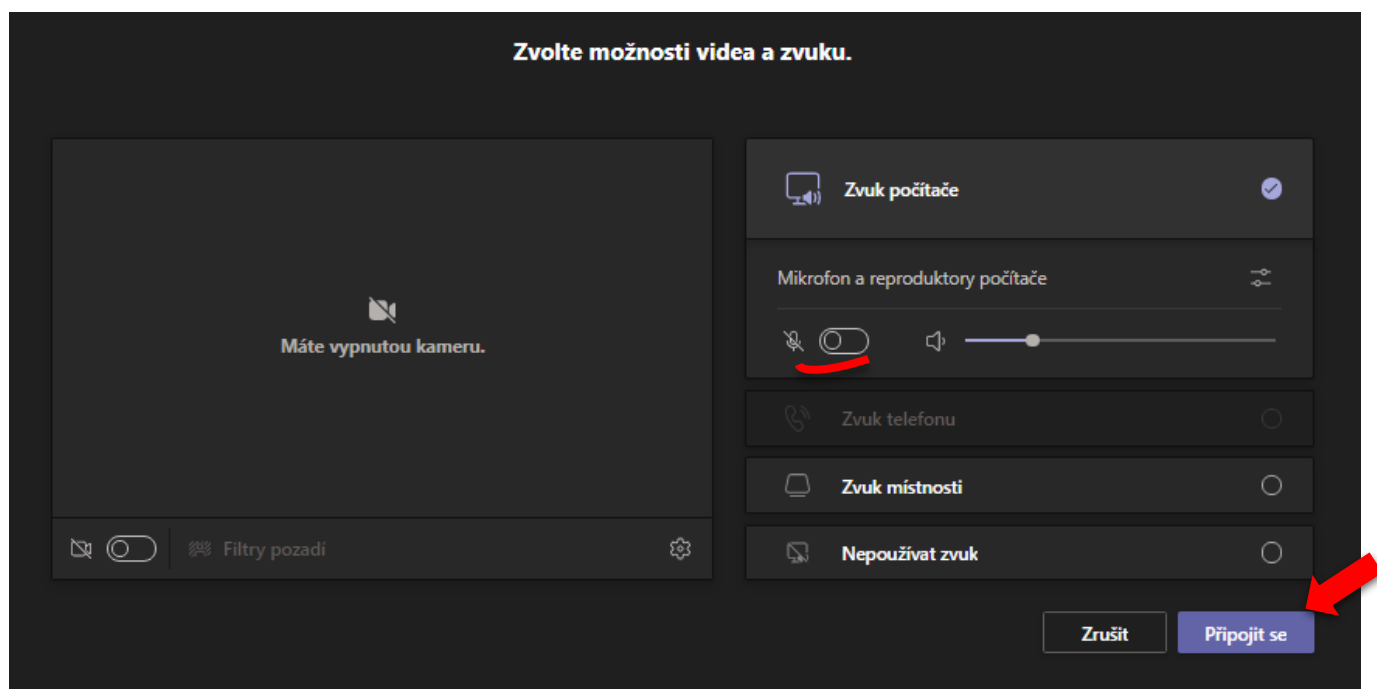 Zvolte možnosti videa a zvuku.
Máte vypnutou kameru.
Filtry pozadí
Zvuk počítače
Mikrofon a reproduktory počítače
Zvuk telefonu
Zvuk místnosti
Nepoužívat zvuk
Zrušit
Připojit se